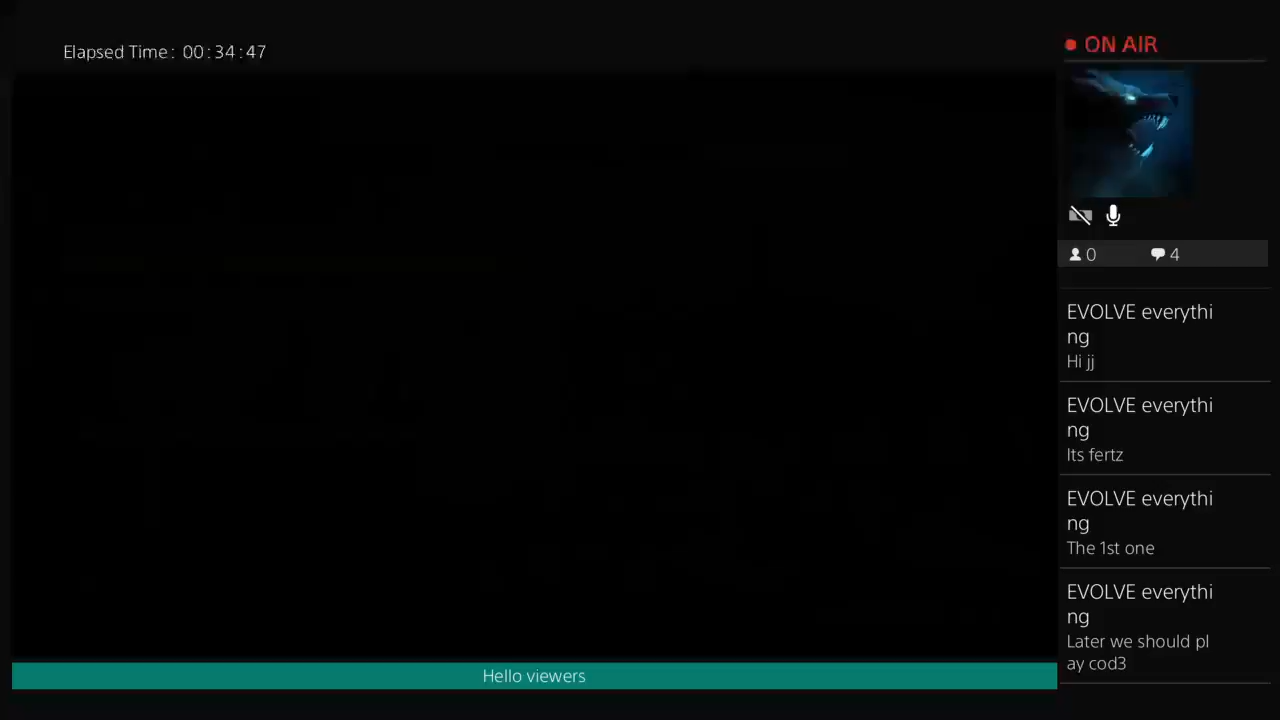 Elapsed Time: 00:34:47
ON AIR
0 4
EVOLVE everythi
ng
Hi jj
EVOLVE everythi
ng
Its fertz
EVOLVE everythi
ng
The 1st one
EVOLVE everythi
ng
Later we should pl
ay cod3
Hello viewers